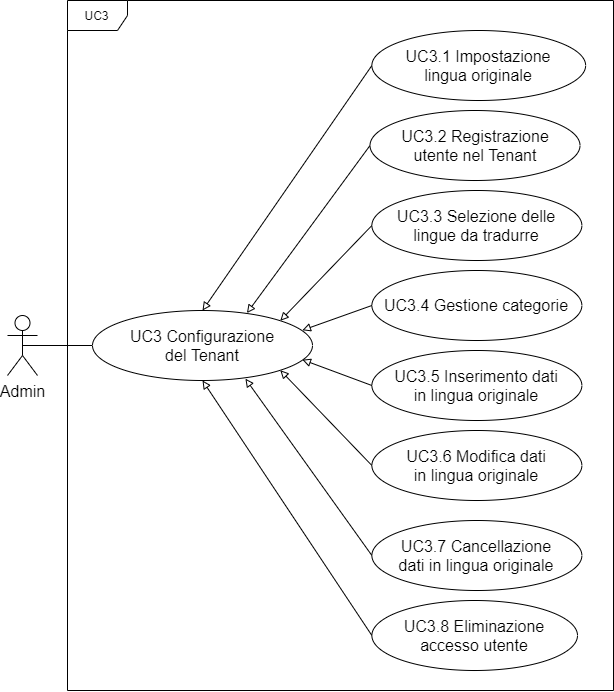 UC3
UC3.1 Impostazione
lingua originale
UC3.2 Registrazione
utente nel Tenant
UC3.3 Selezione delle
lingue da tradurre
UC3.4 Gestione categorie
UC3 Configurazione
del Tenant
Admin
UC3.5 Inserimento dati
in lingua originale
UC3.6 Modifica dati
in lingua originale
UC3.7 Cancellazione
dati in lingua originale
UC3.8 Eliminazione
accesso utente